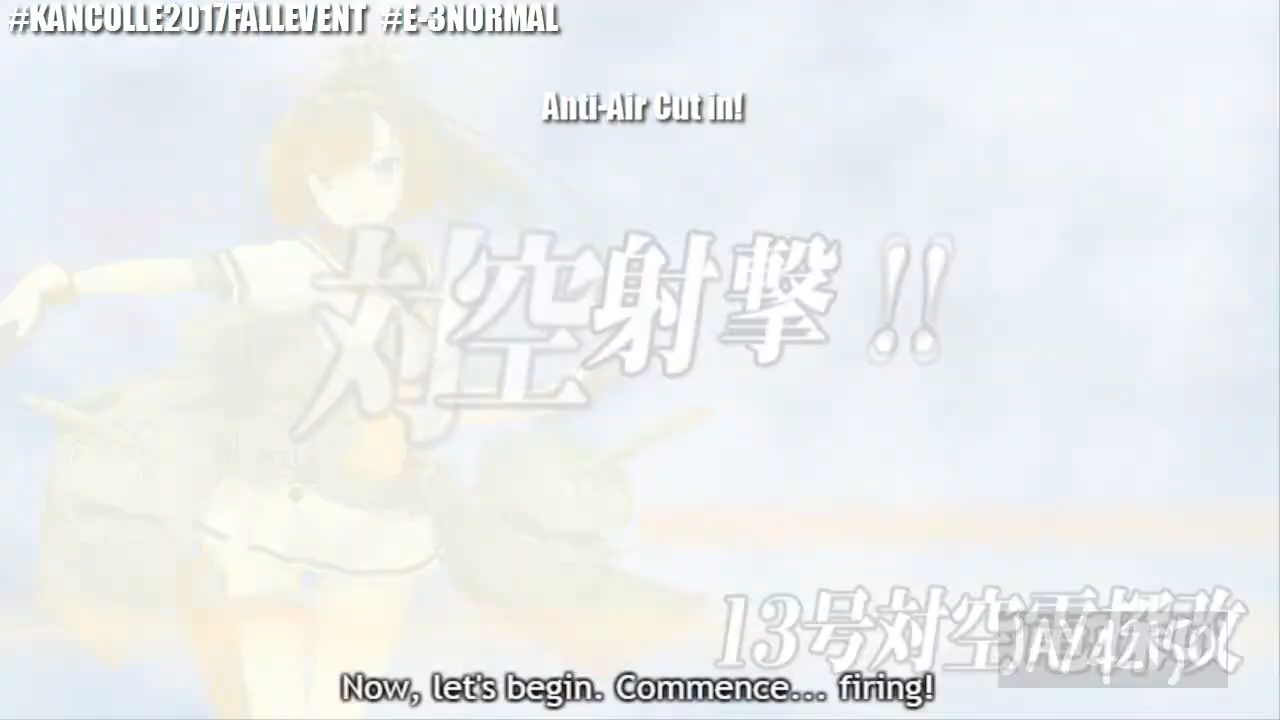 #KANCOLLE2017FALLEVENT #E-3NORMAL
Anti-Air Cut in!
対空射撃!!
13号対空電探改
Now, let's begin. Commence... firing!